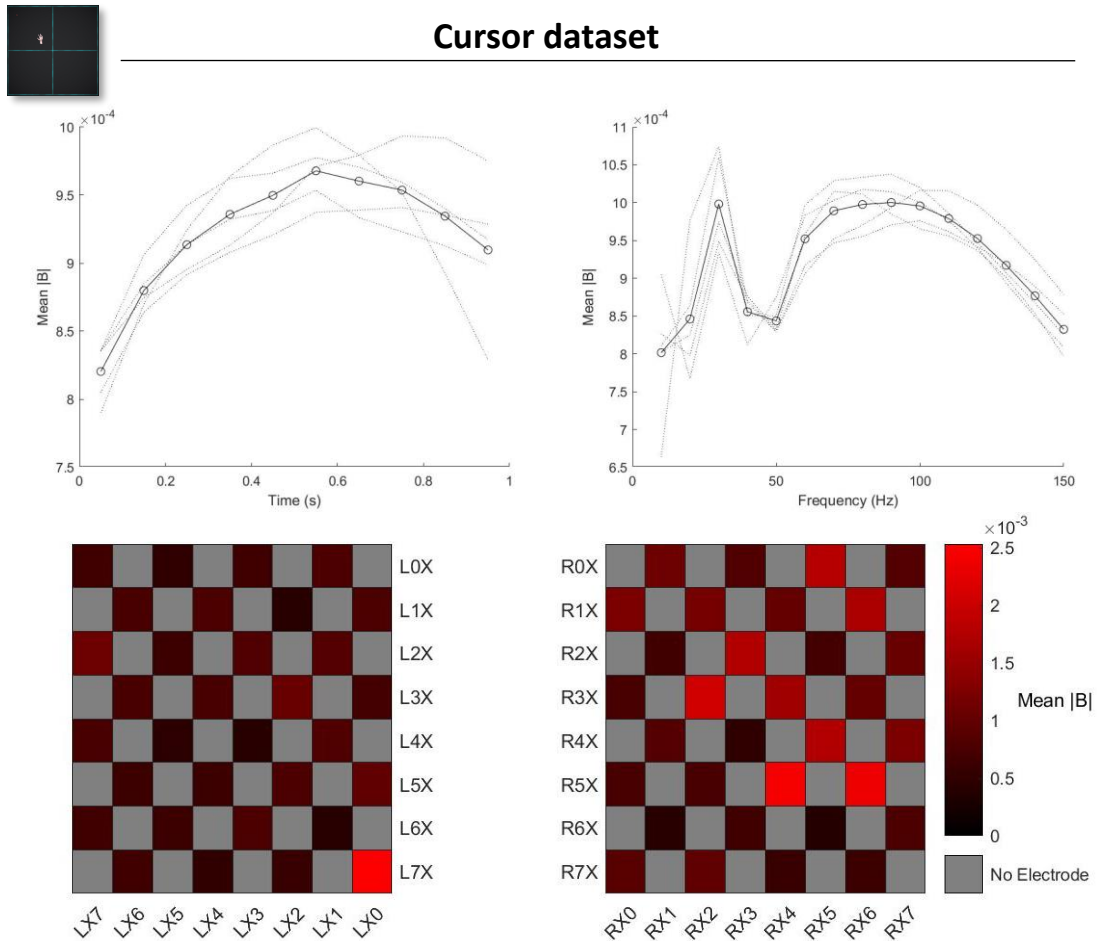 Cursor dataset
×10-4
10
9.5
9
8.5
8
7.5
Mean |B|
0
0.2
0.4
0.6
0.8
1
Time (s)
×10-4
11
10.5
10
9.5
9
8.5
8
7.5
7
6.5
Mean |B|
0
50
100
150
Frequency (Hz)
L0X
L1X
L2X
L3X
L4X
L5X
L6X
L7X
LX7
LX6
LX5
LX4
LX3
LX2
LX1
LX0
R0X
R1X
R2X
R3X
R4X
R5X
R6X
R7X
RX0
RX1
RX2
RX3
RX4
RX5
RX6
RX7
×10-3
2.5
2
1.5
1
0.5
0
Mean |B|
No Electrode